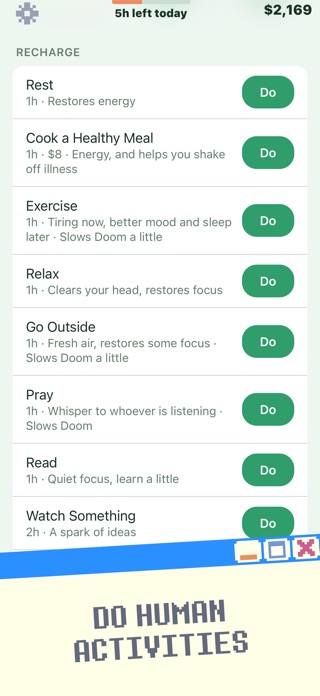 5h left today
$2,169
RECHARGE
Rest
1h · Restores energy
Do
Cook a Healthy Meal
1h · $8 · Energy, and helps you shake
off illness
Do
Exercise
1h · Tiring now, better mood and sleep
later · Slows Doom a little
Do
Relax
1h · Clears your head, restores focus
Do
Go Outside
1h · Fresh air, restores some focus ·
Slows Doom a little
Do
Pray
1h · Whisper to whoever is listening ·
Slows Doom
Do
Read
1h · Quiet focus, learn a little
Do
Watch Something
2h · A spark of ideas
Do
DO HUMAN
ACTIVITIES